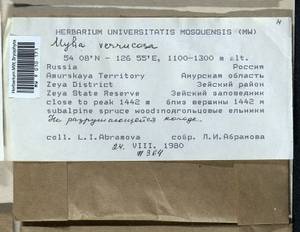 HERBARIUM UNIVERSITATIS MOSQUENSIS (MW)
Mylia verrucosa
54 08'N - 126 55'E, 1100-1300 m alt.
Russia Россия
Amurskaya Territory Амурская область
Zeya District Зейский район
Zeya State Reserve Зейский заповедник
close to peak 1442 m близ вершины 1442 м
subalpine spruce wood:подгольцовые ельники
На разрушающейся колоде.
coll. L.I.Abramova собр. Л.И.Абрамова
24. VIII. 1980
#364